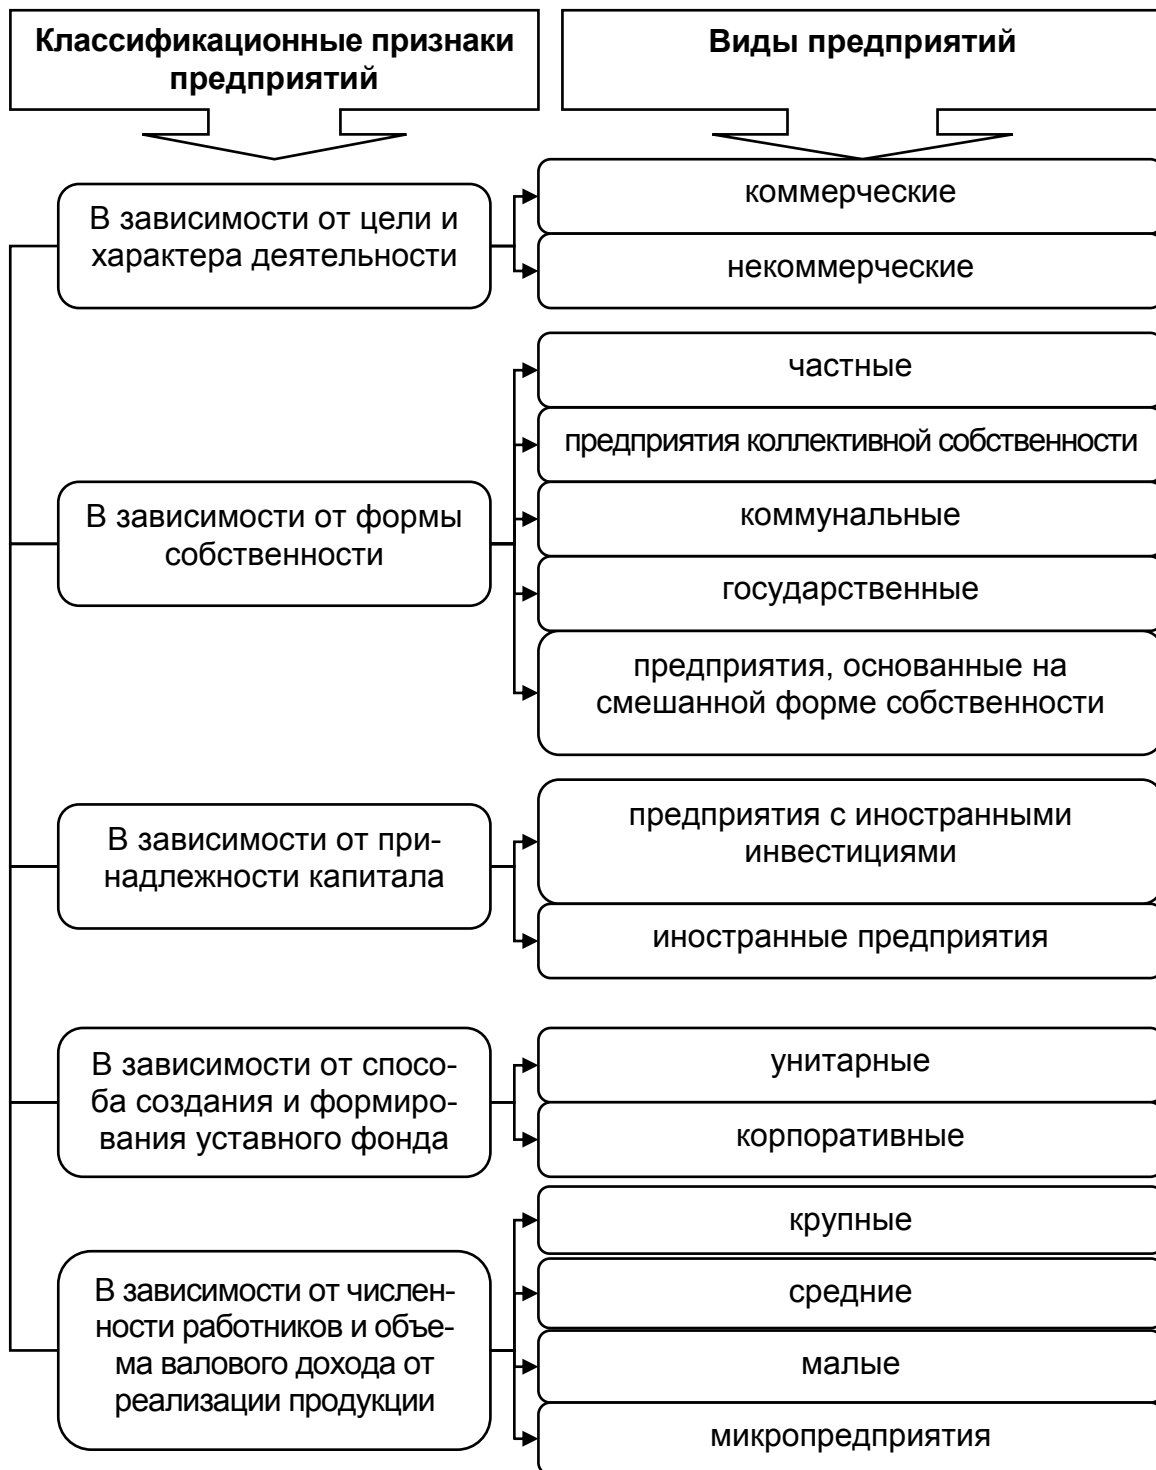 Классификационные признаки
предприятий
Виды предприятий
В зависимости от цели и
характера деятельности
коммерческие
некоммерческие
В зависимости от формы
собственности
частные
предприятия коллективной собственности
коммунальные
государственные
предприятия, основанные на
смешанной форме собственности
В зависимости от при-
надлежности капитала
предприятия с иностранными
инвестициями
иностранные предприятия
В зависимости от спосо-
ба создания и формиро-
вания уставного фонда
унитарные
корпоративные
В зависимости от числен-
ности работников и объе-
ма валового дохода от
реализации продукции
крупные
средние
малые
микропредприятия